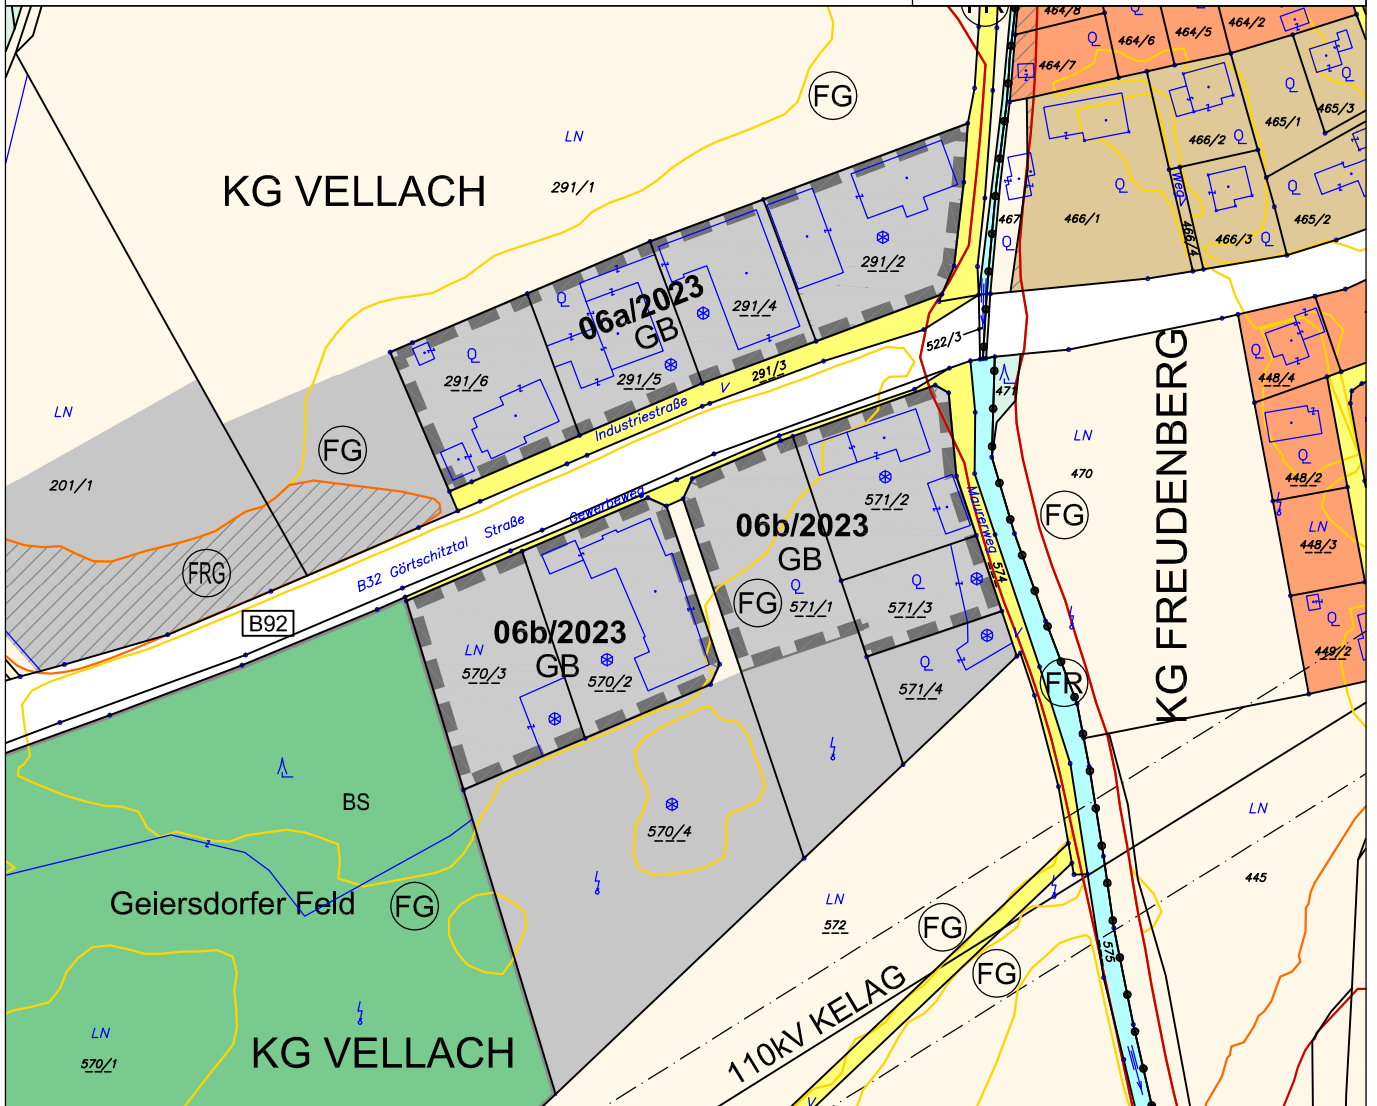 464/8
464/6
464/5
464/2
464/7
FG
LN
465/3
465/1
466/2
KG VELLACH
291/1
Weg
467
466/1
466/4
466/3
465/2
291/2
06a/2023
GB
291/4
522/3
291/6
291/5
291/3
V
Industriestraße
471
448/4
KG FREUDENBERG
LN
FG
201/1
LN
470
448/2
571/2
Gewerbeweg
B32 Görtschitztal Straße
06b/2023
GB
Maurerweg
FG
LN
448/3
FRG
574
B92
FG
571/1
571/3
06b/2023
GB
LN
570/3
570/2
571/4
V
449/2
FR
BS
570/4
LN
445
Geiersdorfer Feld
FG
LN
572
FG
FG
575
LN
570/1
KG VELLACH
110kV KELAG
V